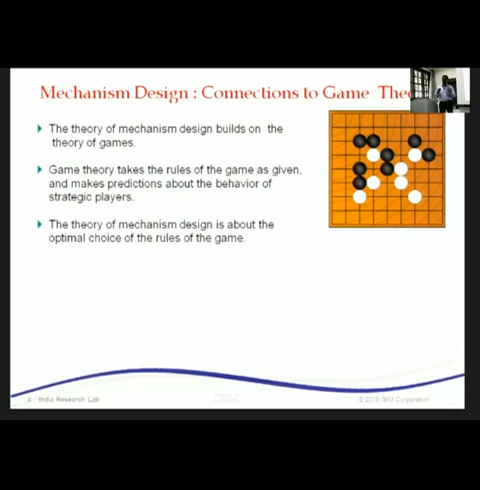 Mechanism Design : Connections to Game
The theory of mechanism design builds on the
theory of games.
Game theory takes the rules of the game as given,
and makes predictions about the behavior of
strategic players.
The theory of mechanism design is about the
optimal choice of the rules of the game.
India Research Lab
© 2010 IBM Corporation